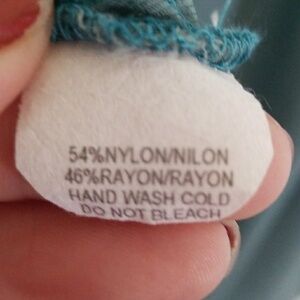 54%NYLON/NILON
46%RAYON/RAYON
HAND WASH COLD
DO NOT BLEACH